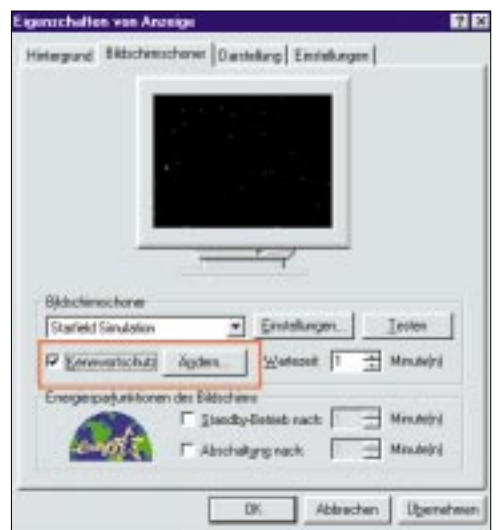 Eigenschaften von Anzeige
Hintergrund Bildschirmschoner Darstellung Einstellungen
Bildschirmschoner
Starfield Simulation Einstellungen... Testen
Kennwortschutz Ändern... Wartezeit: 1 Minute(n)
Energiesparfunktionen des Bildschirms
Standby-Betrieb nach: Minute(n)
Abschaltung nach: Minute(n)
OK Abbrechen Übernehmen